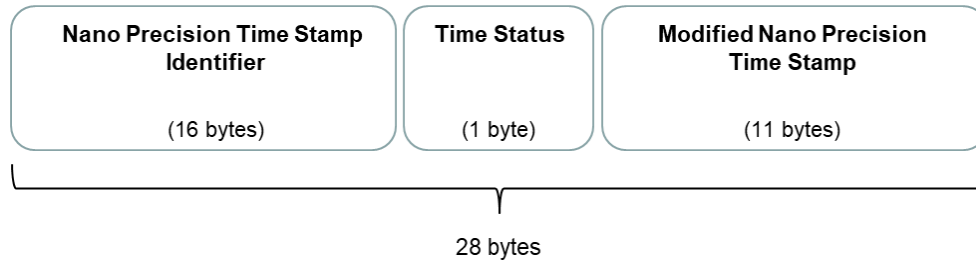 Nano Precision Time Stamp
Identifier
(16 bytes)
Time Status
(1 byte)
Modified Nano Precision
Time Stamp
(11 bytes)
28 bytes